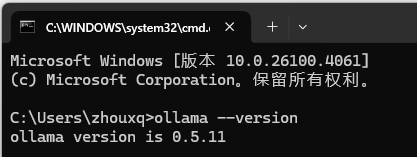 C:\WINDOWS\system32\cmd.
Microsoft Windows [版本 10.0.26100.4061]
(c) Microsoft Corporation。保留所有权利。
C:\Users\zhouxq>ollama --version
ollama version is 0.5.11